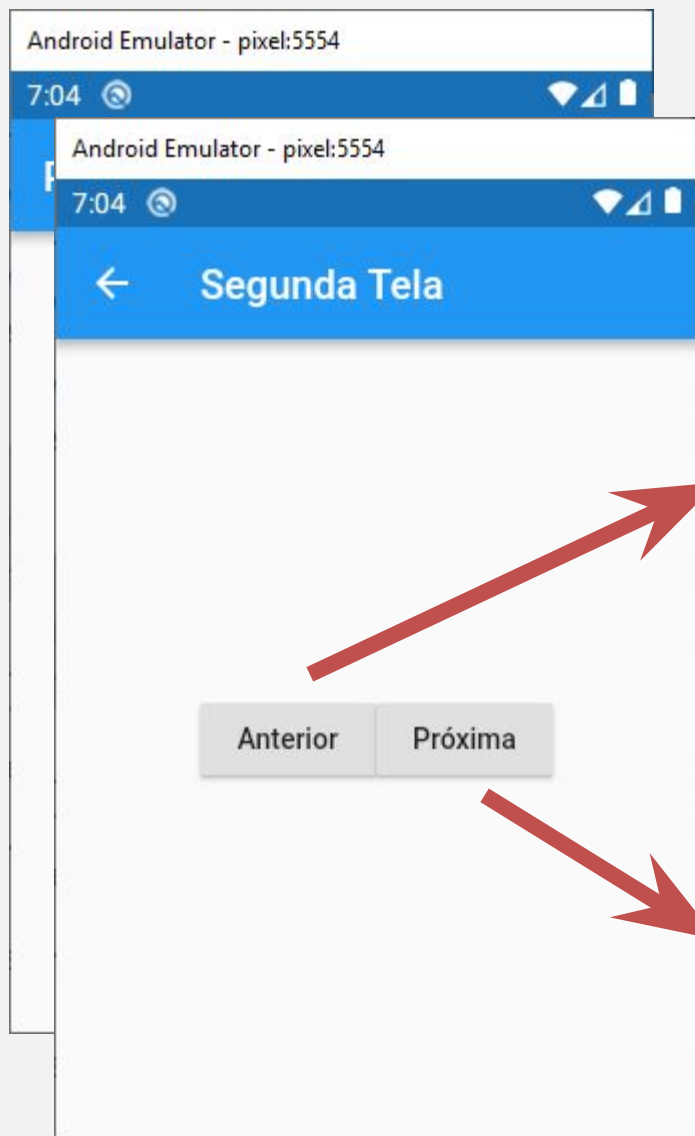 Android Emulator - pixel:5554
7:04
Android Emulator - pixel:5554
7:04
Segunda Tela
Anterior
Próxima